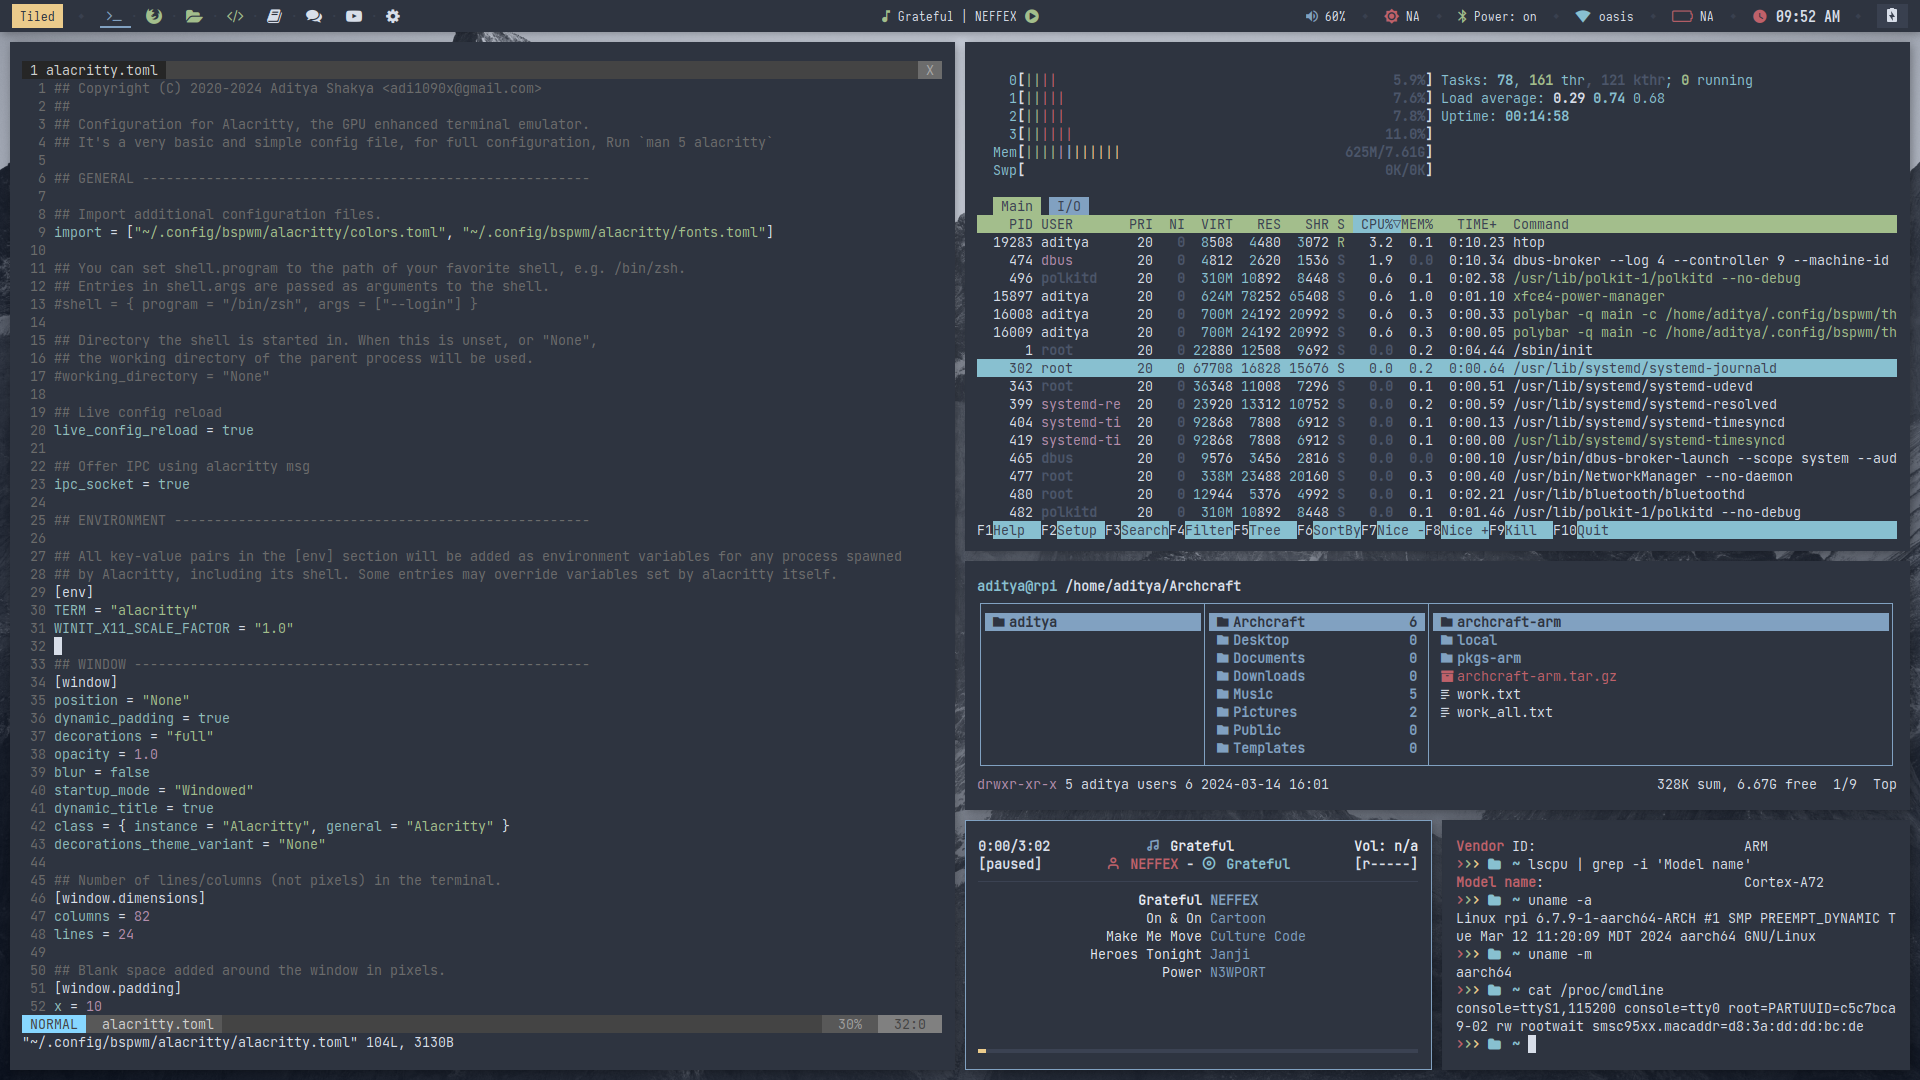 Tiled
Grateful | NEFFEX
60%
NA
Power: on
oasis
NA
09:52 AM
1 alacritty.toml X
1 ## Copyright (C) 2020-2024 Aditya Shakya <adi1090x@gmail.com>
2 ##
3 ## Configuration for Alacritty, the GPU enhanced terminal emulator.
4 ## It's a very basic and simple config file, for full configuration, Run `man 5 alacritty`
5
6 ## GENERAL --------------------------------------------------------
7
8 ## Import additional configuration files.
9 import = ["~/.config/bspwm/alacritty/colors.toml", "~/.config/bspwm/alacritty/fonts.toml"]
10
11 ## You can set shell.program to the path of your favorite shell, e.g. /bin/zsh.
12 ## Entries in shell.args are passed as arguments to the shell.
13 #shell = { program = "/bin/zsh", args = ["--login"] }
14
15 ## Directory the shell is started in. When this is unset, or "None",
16 ## the working directory of the parent process will be used.
17 #working_directory = "None"
18
19 ## Live config reload
20 live_config_reload = true
21
22 ## Offer IPC using alacritty msg
23 ipc_socket = true
24
25 ## ENVIRONMENT ----------------------------------------------------
26
27 ## All key-value pairs in the [env] section will be added as environment variables for any process spawned
28 ## by Alacritty, including its shell. Some entries may override variables set by alacritty itself.
29 [env]
30 TERM = "alacritty"
31 WINIT_X11_SCALE_FACTOR = "1.0"
32
33 ## WINDOW ---------------------------------------------------------
34 [window]
35 position = "None"
36 dynamic_padding = true
37 decorations = "full"
38 opacity = 1.0
39 blur = false
40 startup_mode = "Windowed"
41 dynamic_title = true
42 class = { instance = "Alacritty", general = "Alacritty" }
43 decorations_theme_variant = "None"
44
45 ## Number of lines/columns (not pixels) in the terminal.
46 [window.dimensions]
47 columns = 82
48 lines = 24
49
50 ## Blank space added around the window in pixels.
51 [window.padding]
52 x = 10
NORMAL alacritty.toml 30% 32:0
"~/.config/bspwm/alacritty/alacritty.toml" 104L, 3130B
0[|||| 5.9%] Tasks: 78, 161 thr, 121 kthr; 0 running
1[||||| 7.6%] Load average: 0.29 0.74 0.68
2[||||| 7.8%] Uptime: 00:14:58
3[|||||| 11.0%]
Mem[|||||||||||| 625M/7.61G]
Swp[ 0K/0K]
Main I/O
PID USER PRI NI VIRT RES SHR S CPU%▽MEM% TIME+ Command
19283 aditya 20 0 8508 4480 3072 R 3.2 0.1 0:10.23 htop
474 dbus 20 0 4812 2620 1536 S 1.9 0.0 0:10.34 dbus-broker --log 4 --controller 9 --machine-id
496 polkitd 20 0 310M 10892 8448 S 0.6 0.1 0:02.38 /usr/lib/polkit-1/polkitd --no-debug
15897 aditya 20 0 624M 78252 65408 S 0.6 1.0 0:01.10 xfce4-power-manager
16008 aditya 20 0 700M 24192 20992 S 0.6 0.3 0:00.33 polybar -q main -c /home/aditya/.config/bspwm/th
16009 aditya 20 0 700M 24192 20992 S 0.6 0.3 0:00.05 polybar -q main -c /home/aditya/.config/bspwm/th
1 root 20 0 22880 12508 9692 S 0.0 0.2 0:04.44 /sbin/init
302 root 20 0 67708 16828 15676 S 0.0 0.2 0:00.64 /usr/lib/systemd/systemd-journald
343 root 20 0 36348 11008 7296 S 0.0 0.1 0:00.51 /usr/lib/systemd/systemd-udevd
399 systemd-re 20 0 23920 13312 10752 S 0.0 0.2 0:00.59 /usr/lib/systemd/systemd-resolved
404 systemd-ti 20 0 92868 7808 6912 S 0.0 0.1 0:00.13 /usr/lib/systemd/systemd-timesyncd
419 systemd-ti 20 0 92868 7808 6912 S 0.0 0.1 0:00.00 /usr/lib/systemd/systemd-timesyncd
465 dbus 20 0 9576 3456 2816 S 0.0 0.0 0:00.10 /usr/bin/dbus-broker-launch --scope system --aud
477 root 20 0 338M 23488 20160 S 0.0 0.3 0:00.40 /usr/bin/NetworkManager --no-daemon
480 root 20 0 12944 5376 4992 S 0.0 0.1 0:02.21 /usr/lib/bluetooth/bluetoothd
482 polkitd 20 0 310M 10892 8448 S 0.0 0.1 0:01.46 /usr/lib/polkit-1/polkitd --no-debug
F1Help F2Setup F3SearchF4FilterF5Tree F6SortByF7Nice -F8Nice +F9Kill F10Quit
aditya@rpi /home/aditya/Archcraft
aditya Archcraft 6 archcraft-arm
Desktop 0 local
Documents 0 pkgs-arm
Downloads 0 archcraft-arm.tar.gz
Music 5 work.txt
Pictures 2 work_all.txt
Public 0
Templates 0
drwxr-xr-x 5 aditya users 6 2024-03-14 16:01 328K sum, 6.67G free 1/9 Top
0:00/3:02 Grateful Vol: n/a
[paused] NEFFEX - Grateful [r-----]
Grateful NEFFEX
On & On Cartoon
Make Me Move Culture Code
Heroes Tonight Janji
Power N3WPORT
Vendor ID: ARM
>>> ~ lscpu | grep -i 'Model name'
Model name: Cortex-A72
>>> ~ uname -a
Linux rpi 6.7.9-1-aarch64-ARCH #1 SMP PREEMPT_DYNAMIC T
ue Mar 12 11:20:09 MDT 2024 aarch64 GNU/Linux
>>> ~ uname -m
aarch64
>>> ~ cat /proc/cmdline
console=ttyS1,115200 console=tty0 root=PARTUUID=c5c7bca
9-02 rw rootwait smsc95xx.macaddr=d8:3a:dd:dd:bc:de
>>> ~